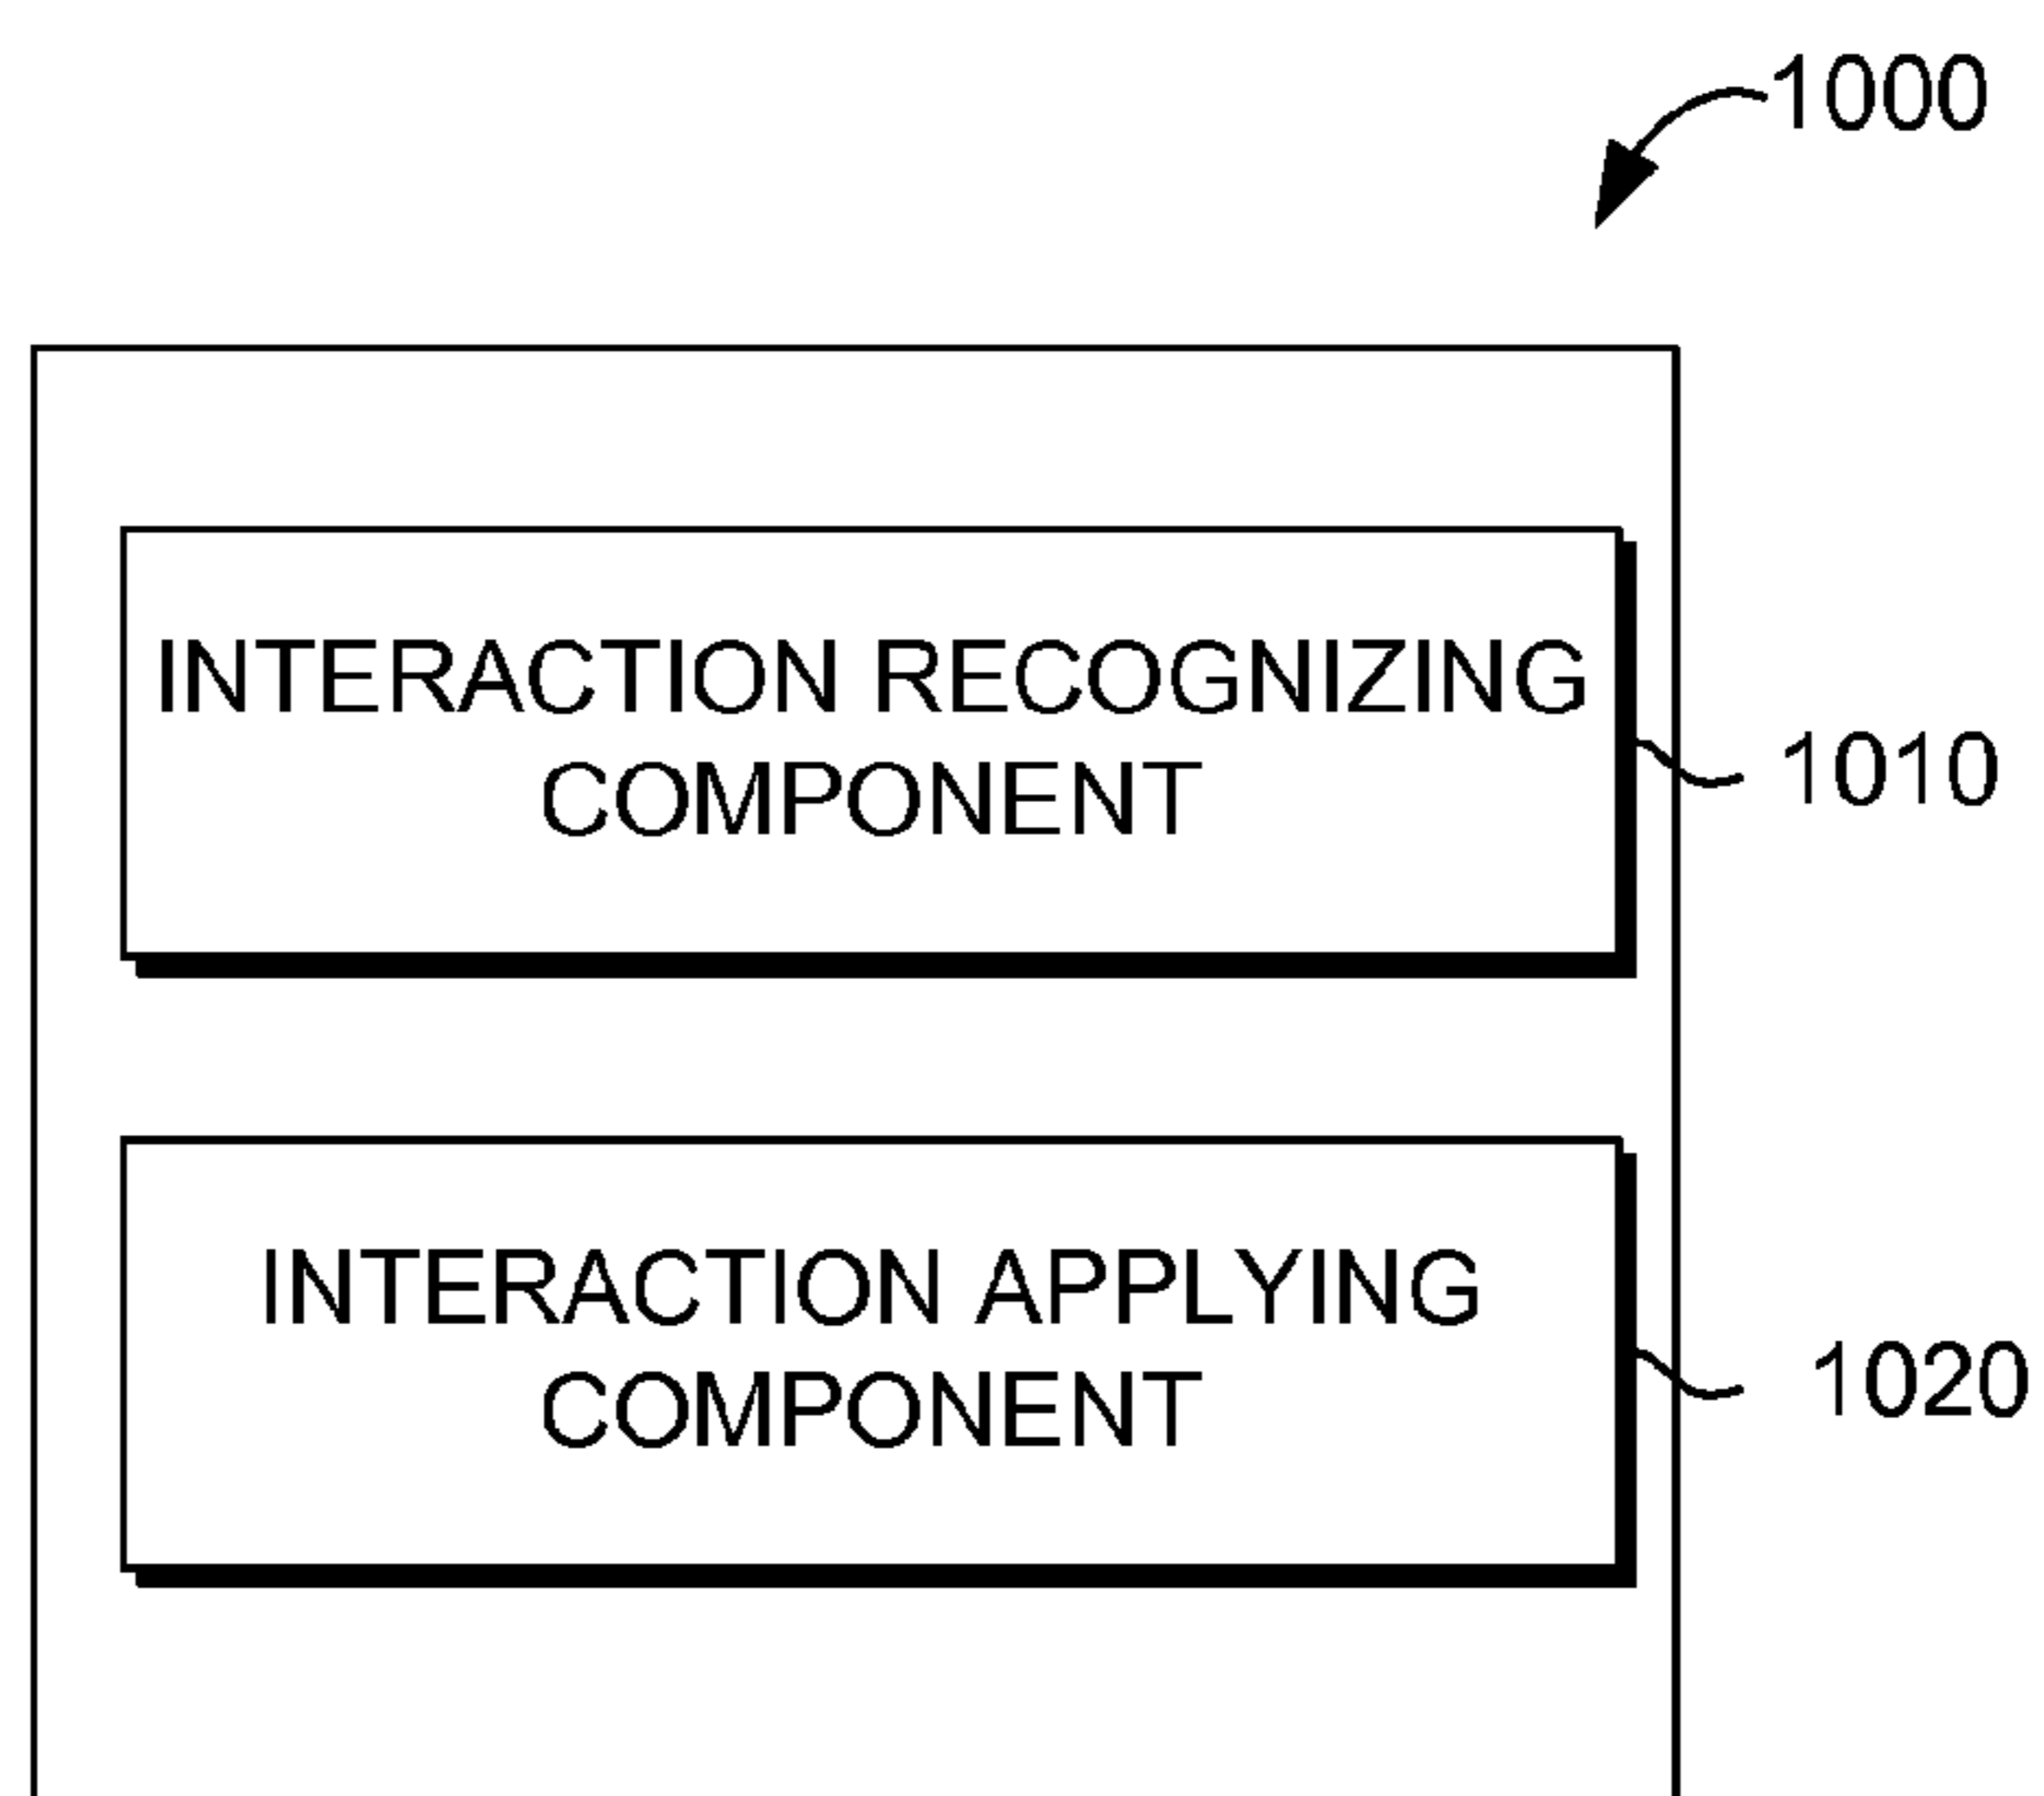 1000
INTERACTION RECOGNIZING
COMPONENT
1010
INTERACTION APPLYING
COMPONENT
1020